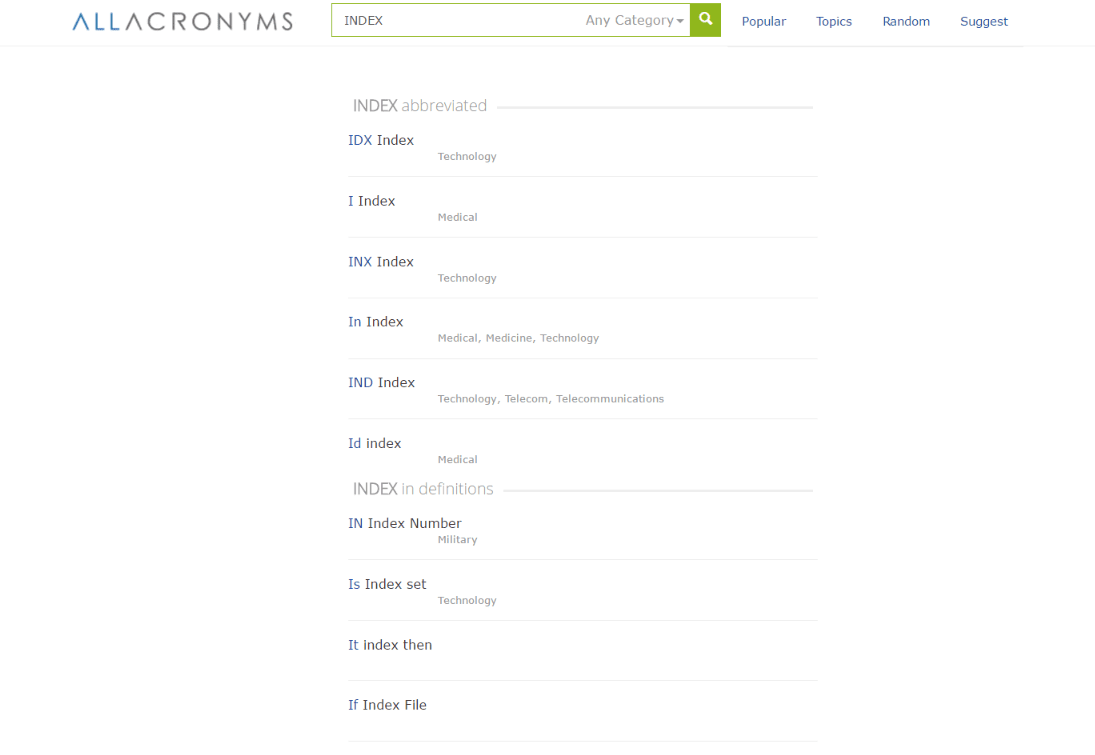 ALLACRONYMS INDEX Any Category Popular Topics Random Suggest
INDEX abbreviated
IDX Index
Technology
I Index
Medical
INX Index
Technology
In Index
Medical, Medicine, Technology
IND Index
Technology, Telecom, Telecommunications
Id index
Medical
INDEX in definitions
IN Index Number
Military
Is Index set
Technology
It index then
If Index File